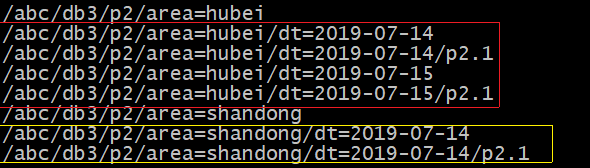 /abc/db3/p2/area=hubei
/abc/db3/p2/area=hubei/dt=2019-07-14
/abc/db3/p2/area=hubei/dt=2019-07-14/p2.1
/abc/db3/p2/area=hubei/dt=2019-07-15
/abc/db3/p2/area=hubei/dt=2019-07-15/p2.1
/abc/db3/p2/area=shandong
/abc/db3/p2/area=shandong/dt=2019-07-14
/abc/db3/p2/area=shandong/dt=2019-07-14/p2.1